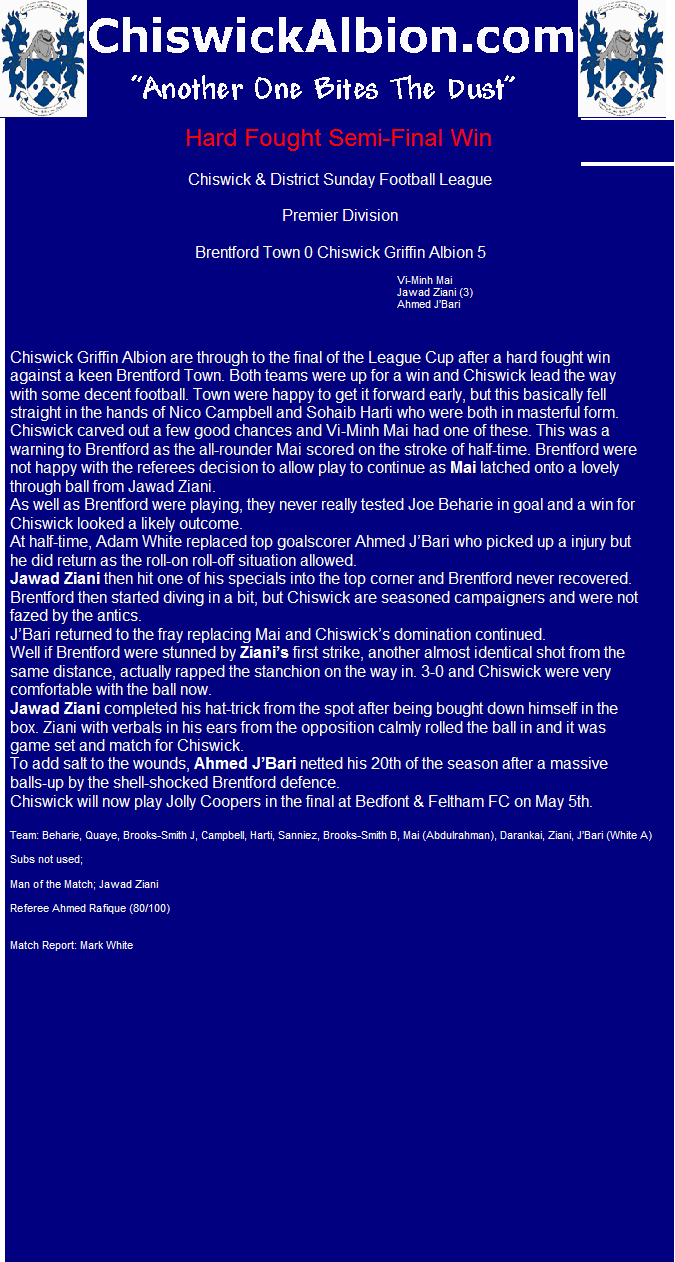 ChiswickAlbion.com
"Another One Bites The Dust"
Hard Fought Semi-Final Win
Chiswick & District Sunday Football League
Premier Division
Brentford Town 0 Chiswick Griffin Albion 5
Vi-Minh Mai
Jawad Ziani (3)
Ahmed J'Bari
Chiswick Griffin Albion are through to the final of the League Cup after a hard fought win
against a keen Brentford Town. Both teams were up for a win and Chiswick lead the way
with some decent football. Town were happy to get it forward early, but this basically fell
straight in the hands of Nico Campbell and Sohaib Harti who were both in masterful form.
Chiswick carved out a few good chances and Vi-Minh Mai had one of these. This was a
warning to Brentford as the all-rounder Mai scored on the stroke of half-time. Brentford were
not happy with the referees decision to allow play to continue as Mai latched onto a lovely
through ball from Jawad Ziani.
As well as Brentford were playing, they never really tested Joe Beharie in goal and a win for
Chiswick looked a likely outcome.
At half-time, Adam White replaced top goalscorer Ahmed J’Bari who picked up a injury but
he did return as the roll-on roll-off situation allowed.
Jawad Ziani then hit one of his specials into the top corner and Brentford never recovered.
Brentford then started diving in a bit, but Chiswick are seasoned campaigners and were not
fazed by the antics.
J’Bari returned to the fray replacing Mai and Chiswick’s domination continued.
Well if Brentford were stunned by Ziani’s first strike, another almost identical shot from the
same distance, actually rapped the stanchion on the way in. 3-0 and Chiswick were very
comfortable with the ball now.
Jawad Ziani completed his hat-trick from the spot after being bought down himself in the
box. Ziani with verbals in his ears from the opposition calmly rolled the ball in and it was
game set and match for Chiswick.
To add salt to the wounds, Ahmed J’Bari netted his 20th of the season after a massive
balls-up by the shell-shocked Brentford defence.
Chiswick will now play Jolly Coopers in the final at Bedfont & Feltham FC on May 5th.
Team: Beharie, Quaye, Brooks-Smith J, Campbell, Harti, Sanniez, Brooks-Smith B, Mai (Abdulrahman), Darankai, Ziani, J'Bari (White A)
Subs not used;
Man of the Match; Jawad Ziani
Referee Ahmed Rafique (80/100)
Match Report: Mark White